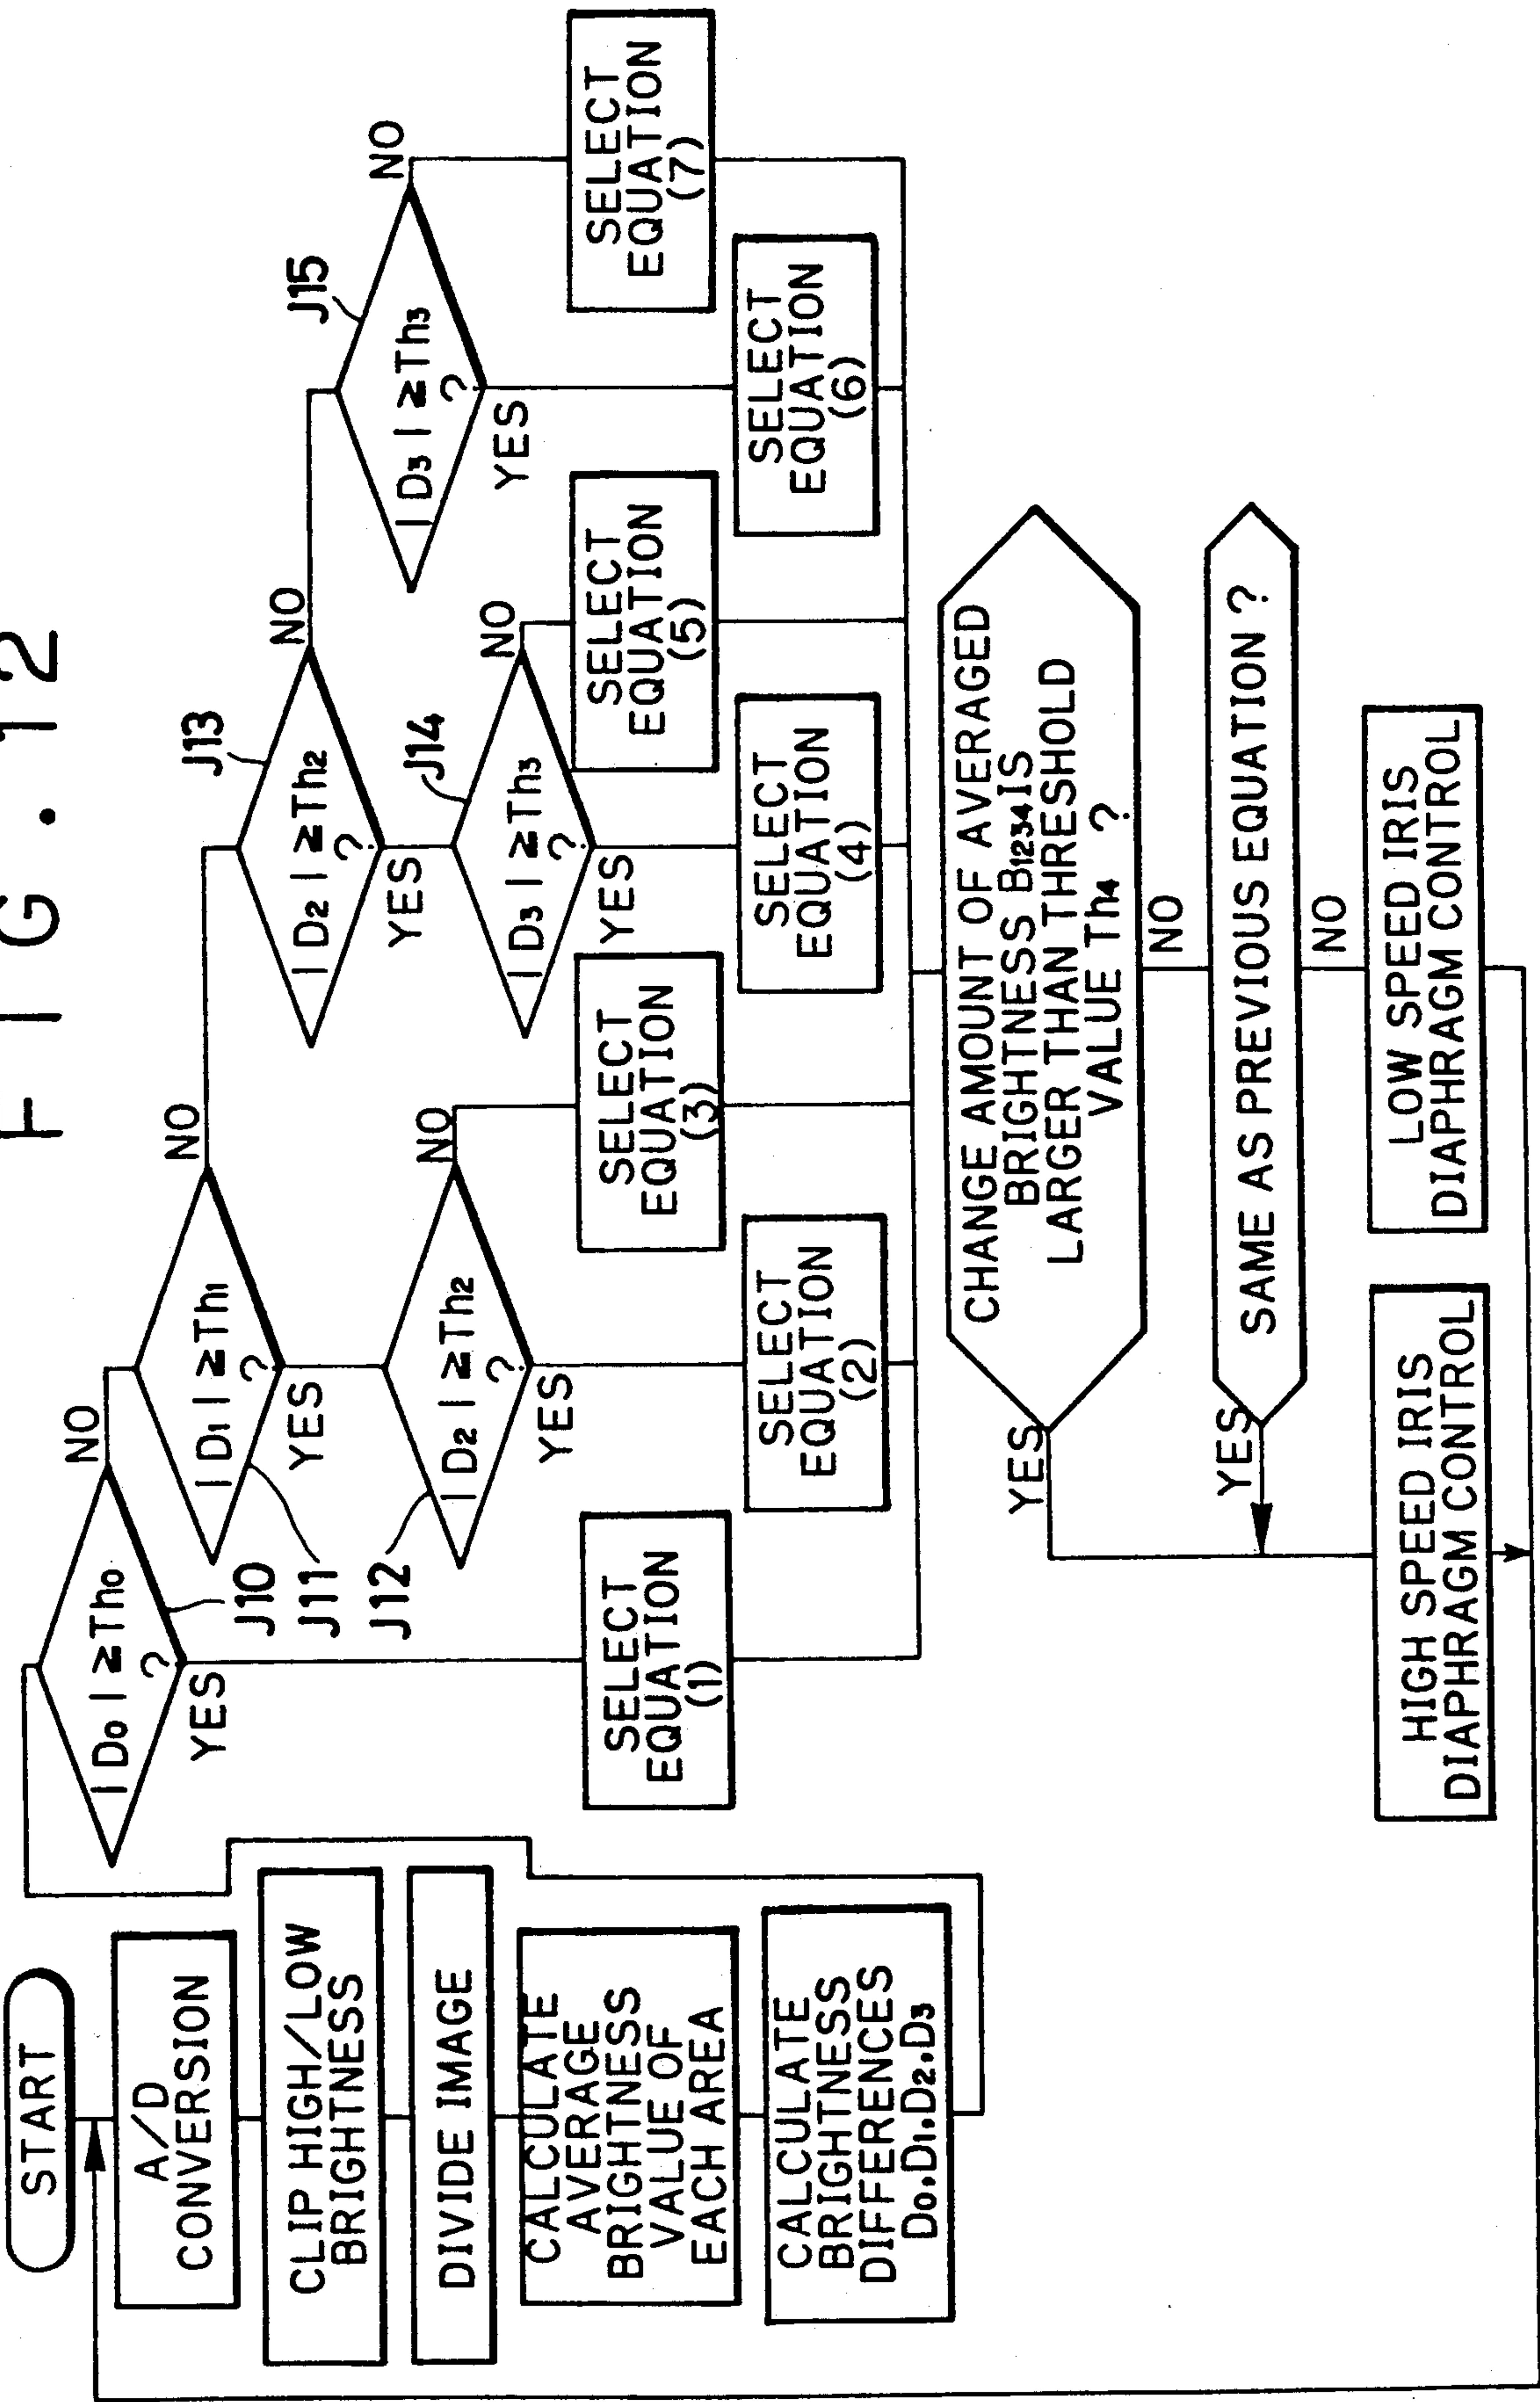 FIG.12
START
A/D
CONVERSION
CLIP HIGH/LOW
BRIGHTNESS
DIVIDE IMAGE
CALCULATE
AVERAGE
BRIGHTNESS
VALUE OF
EACH AREA
CALCULATE
BRIGHTNESS
DIFFERENCES
D0.D1.D2.D3
|D0|≥Th0
?
NO
YES
J10
|D1|≥Th1
?
NO
YES
J11
|D2|≥Th2
?
NO
YES
J12
|D2|≥Th2
?
NO
YES
J13
|D3|≥Th3
?
NO
YES
J14
|D3|≥Th3
?
NO
YES
J15
SELECT
EQUATION
(1)
SELECT
EQUATION
(2)
SELECT
EQUATION
(3)
SELECT
EQUATION
(4)
SELECT
EQUATION
(5)
SELECT
EQUATION
(6)
SELECT
EQUATION
(7)
CHANGE AMOUNT OF AVERAGED
BRIGHTNESS B1234 IS
LARGER THAN THRESHOLD
VALUE Th4 ?
YES
NO
SAME AS PREVIOUS EQUATION ?
YES
NO
HIGH SPEED IRIS
DIAPHRAGM CONTROL
LOW SPEED IRIS
DIAPHRAGM CONTROL